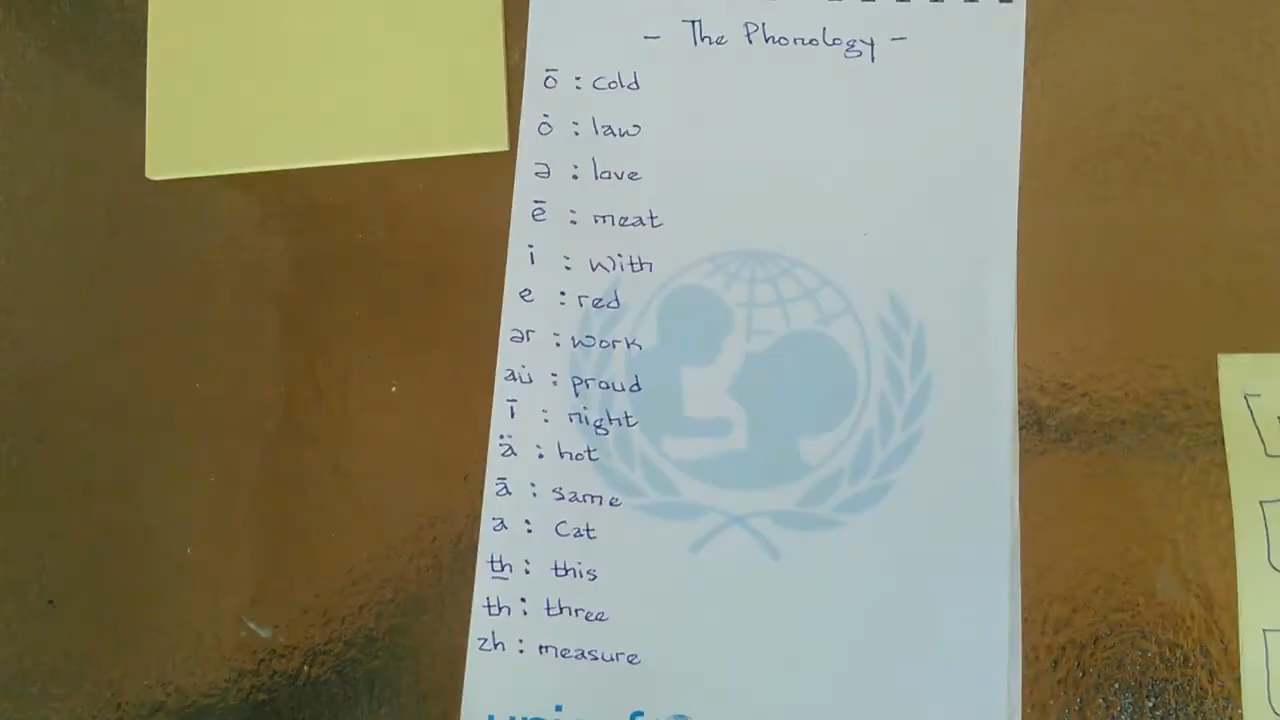 - The Phonology -
ō : cold
ȯ : law
ə : love
ē : meat
i : with
e : red
ər : work
au̇ : proud
ī : night
ä : hot
ā : same
a : Cat
t͟h : this
th : three
zh : measure